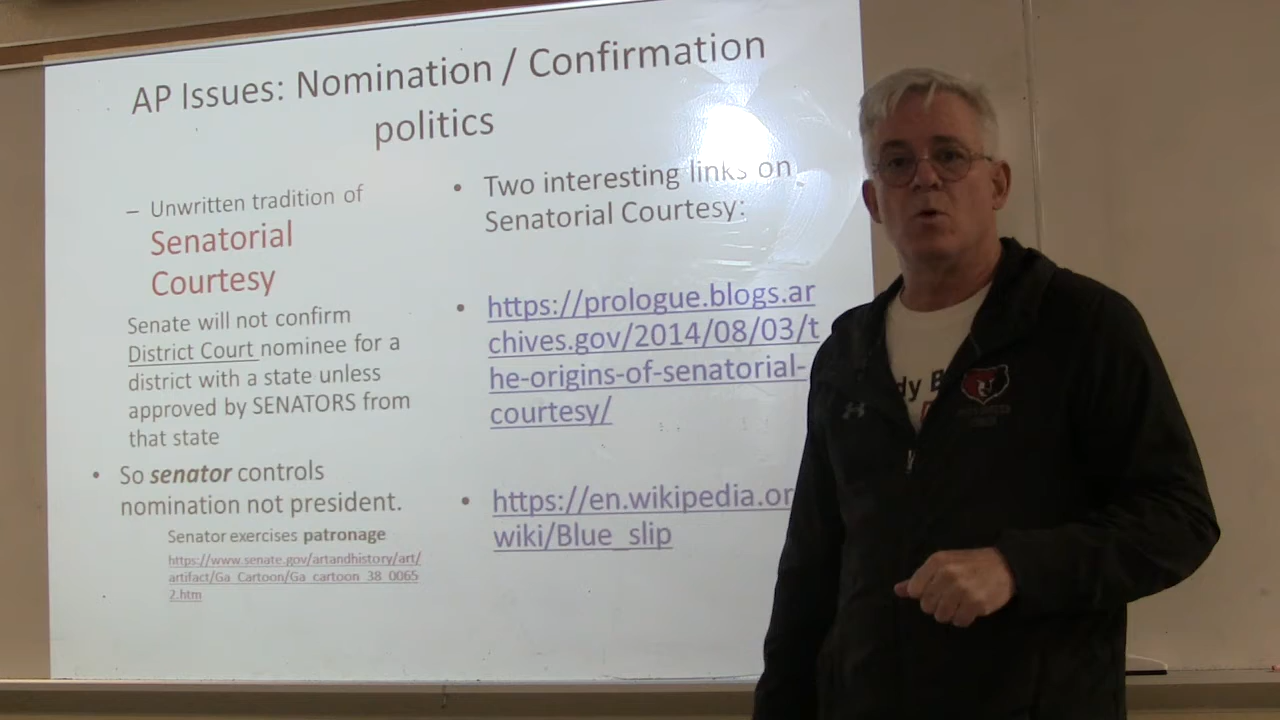 AP Issues: Nomination / Confirmation
politics
– Unwritten tradition of
Senatorial
Courtesy
Senate will not confirm
District Court nominee for a
district with a state unless
approved by SENATORS from
that state
• So senator controls
nomination not president.
Senator exercises patronage
https://www.senate.gov/artandhistory/art/
artifact/Ga_Cartoon/Ga_cartoon_38_0065
2.htm
• Two interesting links on
Senatorial Courtesy:
• https://prologue.blogs.ar
chives.gov/2014/08/03/t
he-origins-of-senatorial-
courtesy/
• https://en.wikipedia.or
wiki/Blue_slip
dy B